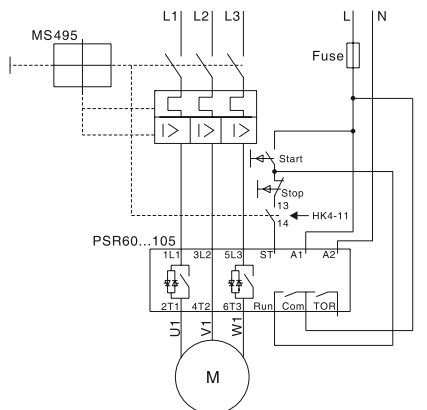 L1 L2 L3 L N
MS495
Fuse
I> I> I>
Start
Stop
13
HK4-11
14
PSR60...105
1L1 3L2 5L3 ST A1 A2
2T1 4T2 6T3 Run Com TOR
U1 V1 W1
M